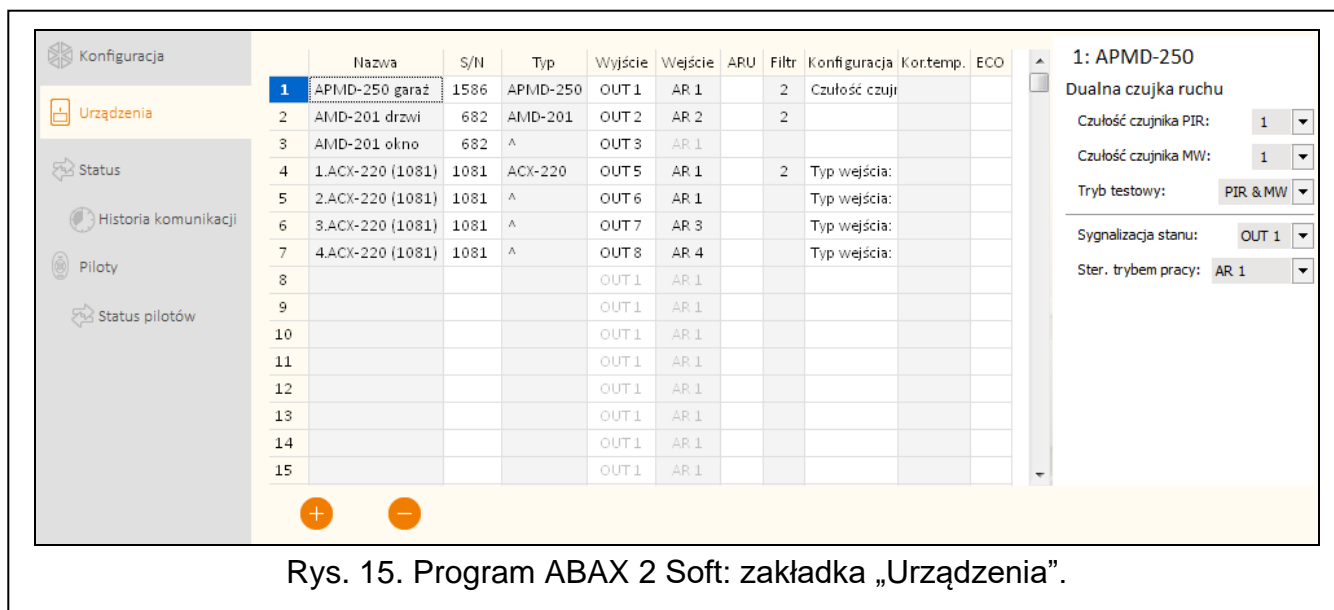 Konfiguracja
Urządzenia
Status
Historia komunikacji
Piloty
Status pilotów
Nazwa S/N Typ Wyjście Wejście ARU Filtr Konfiguracja Kor.temp. ECO
1 APMD-250 garaż 1586 APMD-250 OUT 1 AR 1 2 Czułość czujr
2 AMD-201 drzwi 682 AMD-201 OUT 2 AR 2 2
3 AMD-201 okno 682 ^ OUT 3 AR 1
4 1.ACX-220 (1081) 1081 ACX-220 OUT 5 AR 1 2 Typ wejścia:
5 2.ACX-220 (1081) 1081 ^ OUT 6 AR 1 Typ wejścia:
6 3.ACX-220 (1081) 1081 ^ OUT 7 AR 3 Typ wejścia:
7 4.ACX-220 (1081) 1081 ^ OUT 8 AR 4 Typ wejścia:
8 OUT 1 AR 1
9 OUT 1 AR 1
10 OUT 1 AR 1
11 OUT 1 AR 1
12 OUT 1 AR 1
13 OUT 1 AR 1
14 OUT 1 AR 1
15 OUT 1 AR 1
1: APMD-250
Dualna czujka ruchu
Czułość czujnika PIR: 1
Czułość czujnika MW: 1
Tryb testowy: PIR & MW
Sygnalizacja stanu: OUT 1
Ster. trybem pracy: AR 1
Rys. 15. Program ABAX 2 Soft: zakładka „Urządzenia”.